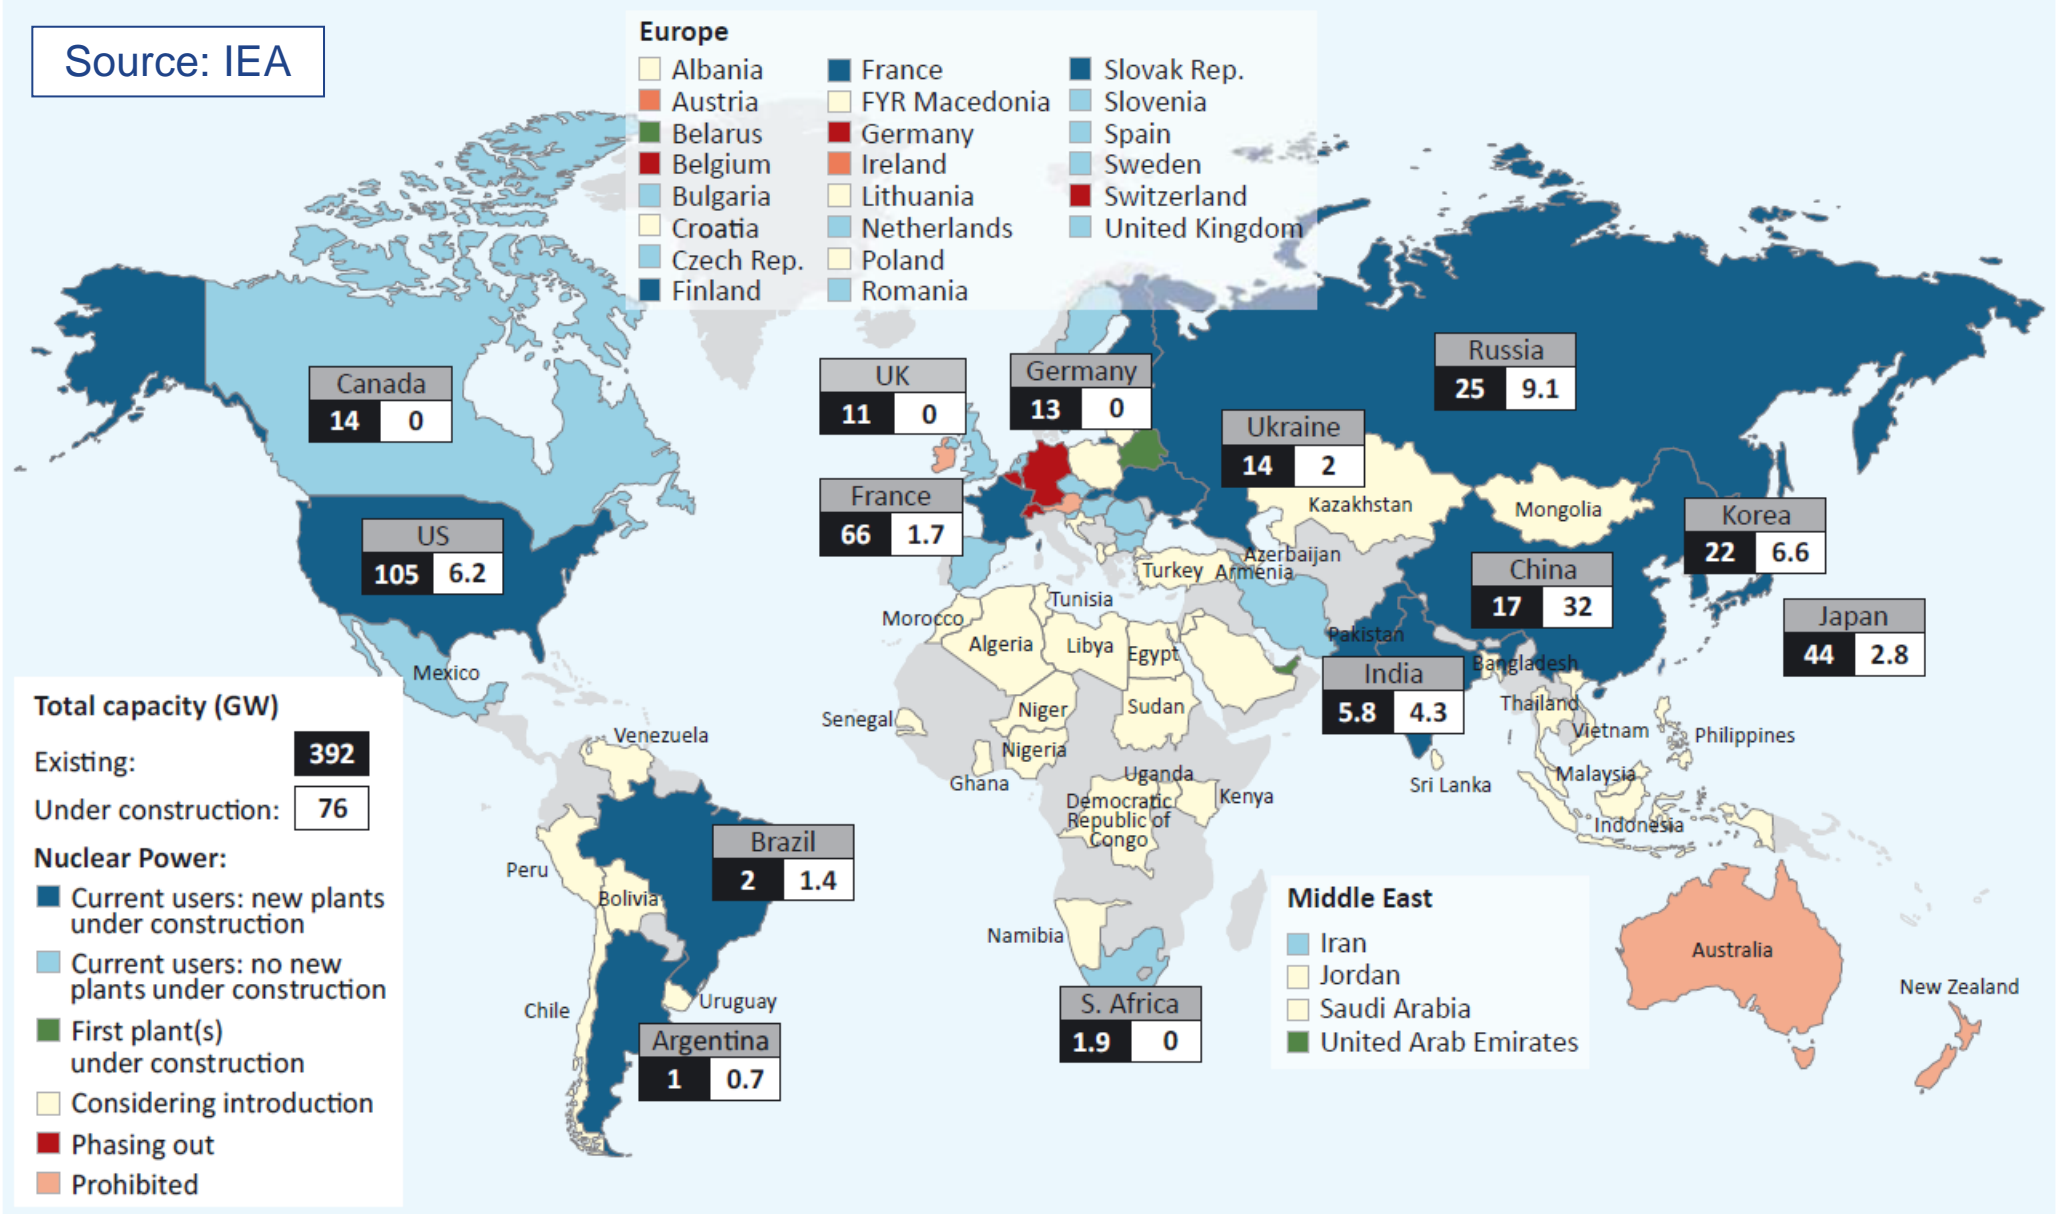 Source: IEA
Europe
Albania
Austria
Belarus
Belgium
Bulgaria
Croatia
Czech Rep.
Finland
France
FYR Macedonia
Germany
Ireland
Lithuania
Netherlands
Poland
Romania
Slovak Rep.
Slovenia
Spain
Sweden
Switzerland
United Kingdom
Canada
14 0
US
105 6.2
Mexico
UK
11 0
Germany
13 0
France
66 1.7
Ukraine
14 2
Russia
25 9.1
Kazakhstan
Mongolia
Korea
22 6.6
China
17 32
Japan
44 2.8
Azerbaijan
Turkey
Armenia
Tunisia
Morocco
Algeria
Libya
Egypt
Pakistan
Bangladesh
India
5.8 4.3
Thailand
Vietnam
Philippines
Sri Lanka
Malaysia
Indonesia
Senegal
Niger
Sudan
Nigeria
Ghana
Uganda
Kenya
Democratic
Republic of
Congo
Namibia
S. Africa
1.9 0
Venezuela
Brazil
2 1.4
Peru
Bolivia
Chile
Uruguay
Argentina
1 0.7
Australia
New Zealand
Total capacity (GW)
Existing: 392
Under construction: 76
Nuclear Power:
Current users: new plants
under construction
Current users: no new
plants under construction
First plant(s)
under construction
Considering introduction
Phasing out
Prohibited
Middle East
Iran
Jordan
Saudi Arabia
United Arab Emirates